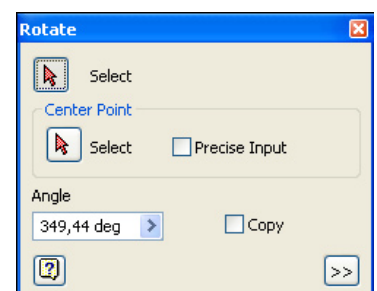 Rotate
Select
Center Point
Select Precise Input
Angle
349,44 deg Copy
>>